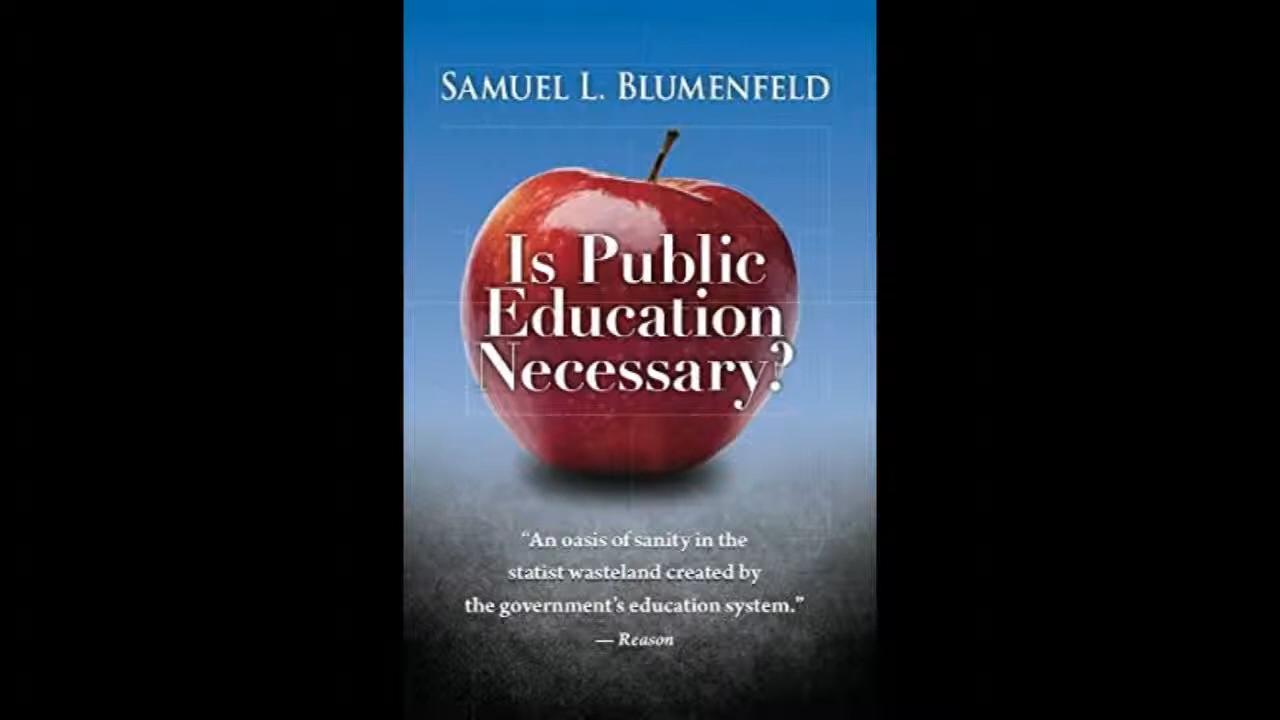 SAMUEL L. BLUMENFELD
Is Public
Education
Necessary?
“An oasis of sanity in the
statist wasteland created by
the government’s education system.”
— Reason